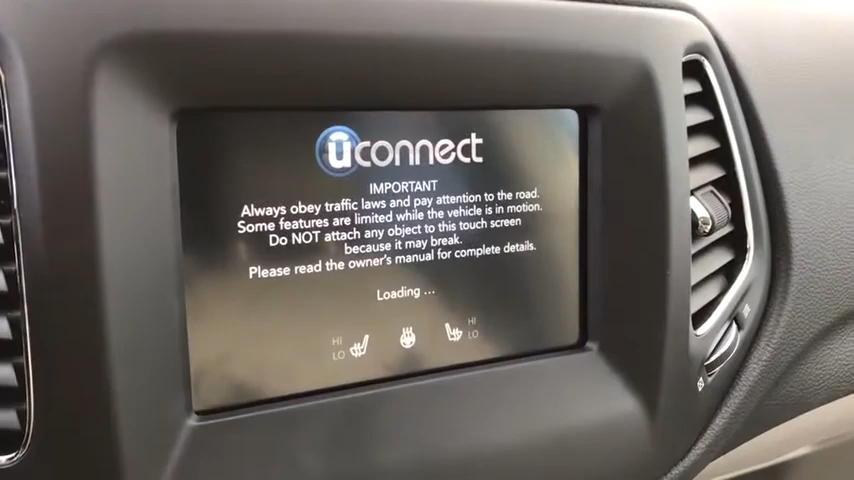 uconnect
IMPORTANT
Always obey traffic laws and pay attention to the road.
Some features are limited while the vehicle is in motion.
Do NOT attach any object to this touch screen
because it may break.
Please read the owner's manual for complete details.
Loading ...
HI HI
LO LO